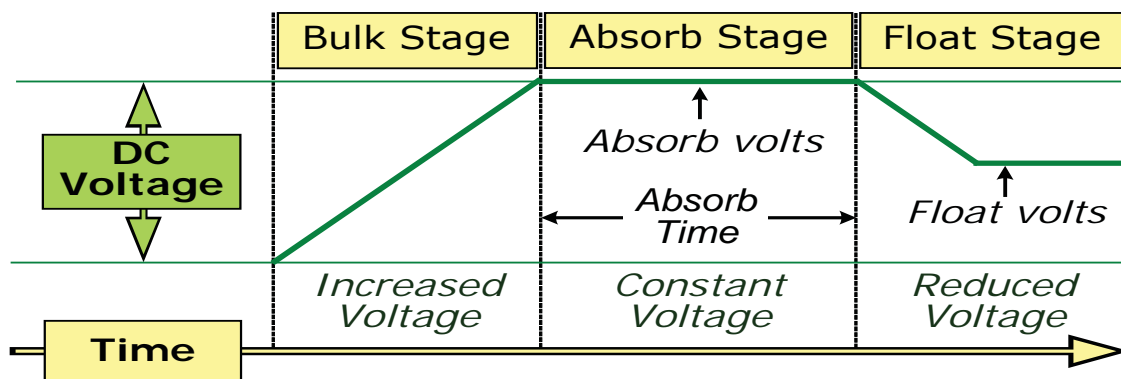 Bulk Stage
Absorb Stage
Float Stage
DC
Voltage
Absorb volts
Absorb
Time
Float volts
Increased
Voltage
Constant
Voltage
Reduced
Voltage
Time